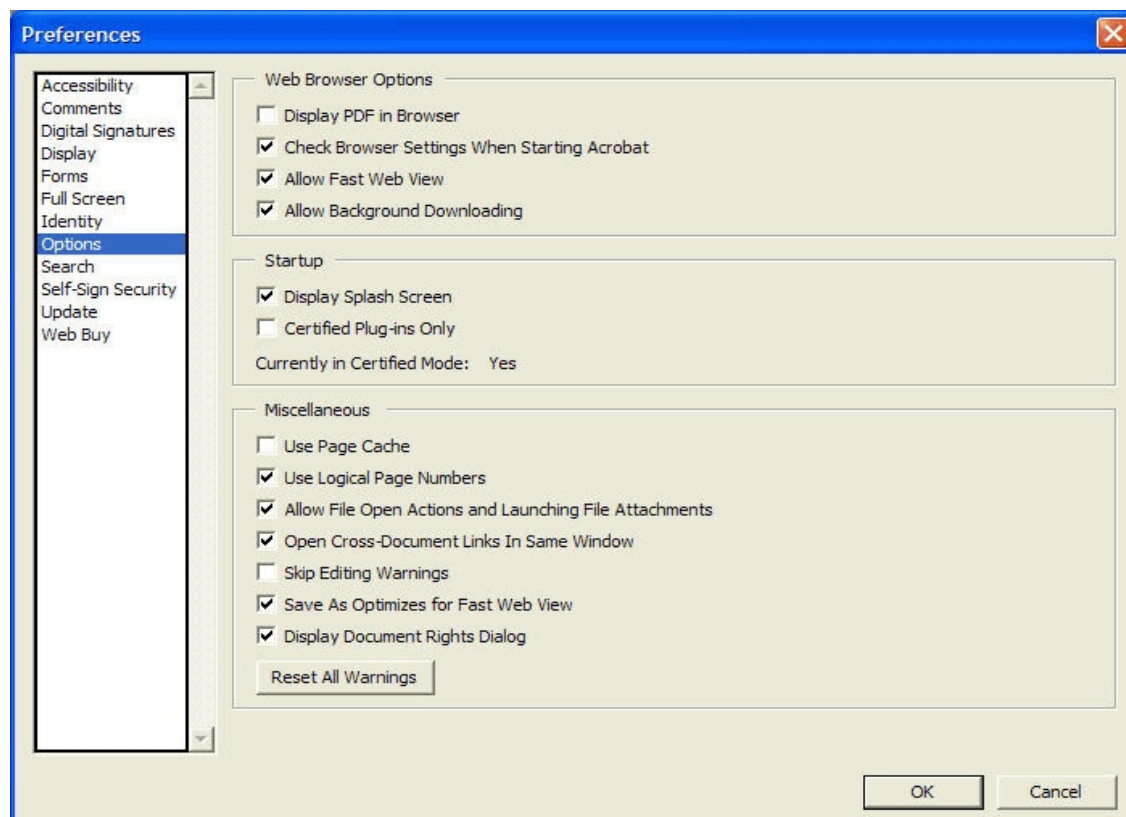 Preferences
Accessibility
Comments
Digital Signatures
Display
Forms
Full Screen
Identity
Options
Search
Self-Sign Security
Update
Web Buy
Web Browser Options
Display PDF in Browser
Check Browser Settings When Starting Acrobat
Allow Fast Web View
Allow Background Downloading
Startup
Display Splash Screen
Certified Plug-ins Only
Currently in Certified Mode: Yes
Miscellaneous
Use Page Cache
Use Logical Page Numbers
Allow File Open Actions and Launching File Attachments
Open Cross-Document Links In Same Window
Skip Editing Warnings
Save As Optimizes for Fast Web View
Display Document Rights Dialog
Reset All Warnings
OK Cancel